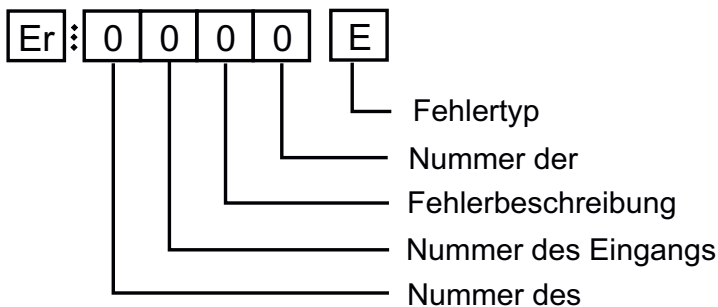 Er 0 0 0 0 E
Fehlertyp
Nummer der
Fehlerbeschreibung
Nummer des Eingangs
Nummer des